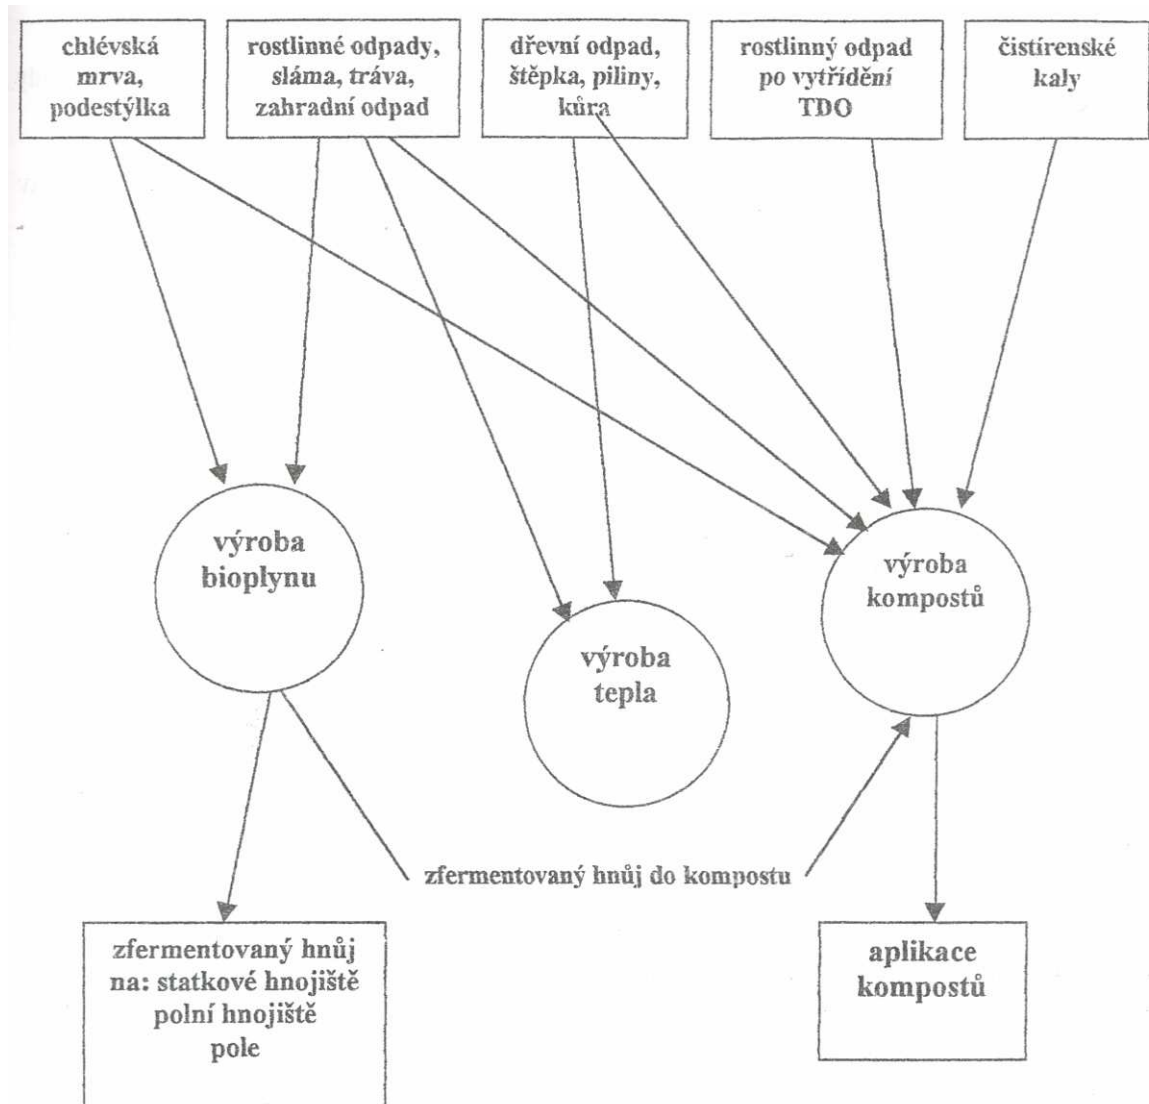 chlévská
mrva,
podestýlka
rostlinné odpady,
sláma, tráva,
zahradní odpad
dřevní odpad,
štěpka, piliny,
kůra
rostlinný odpad
po vytřídění
TDO
čistírenské
kaly
výroba
bioplynu
výroba
tepla
výroba
kompostů
zfermentovaný hnůj do kompostu
zfermentovaný hnůj
na: statkové hnojiště
polní hnojiště
pole
aplikace
kompostů